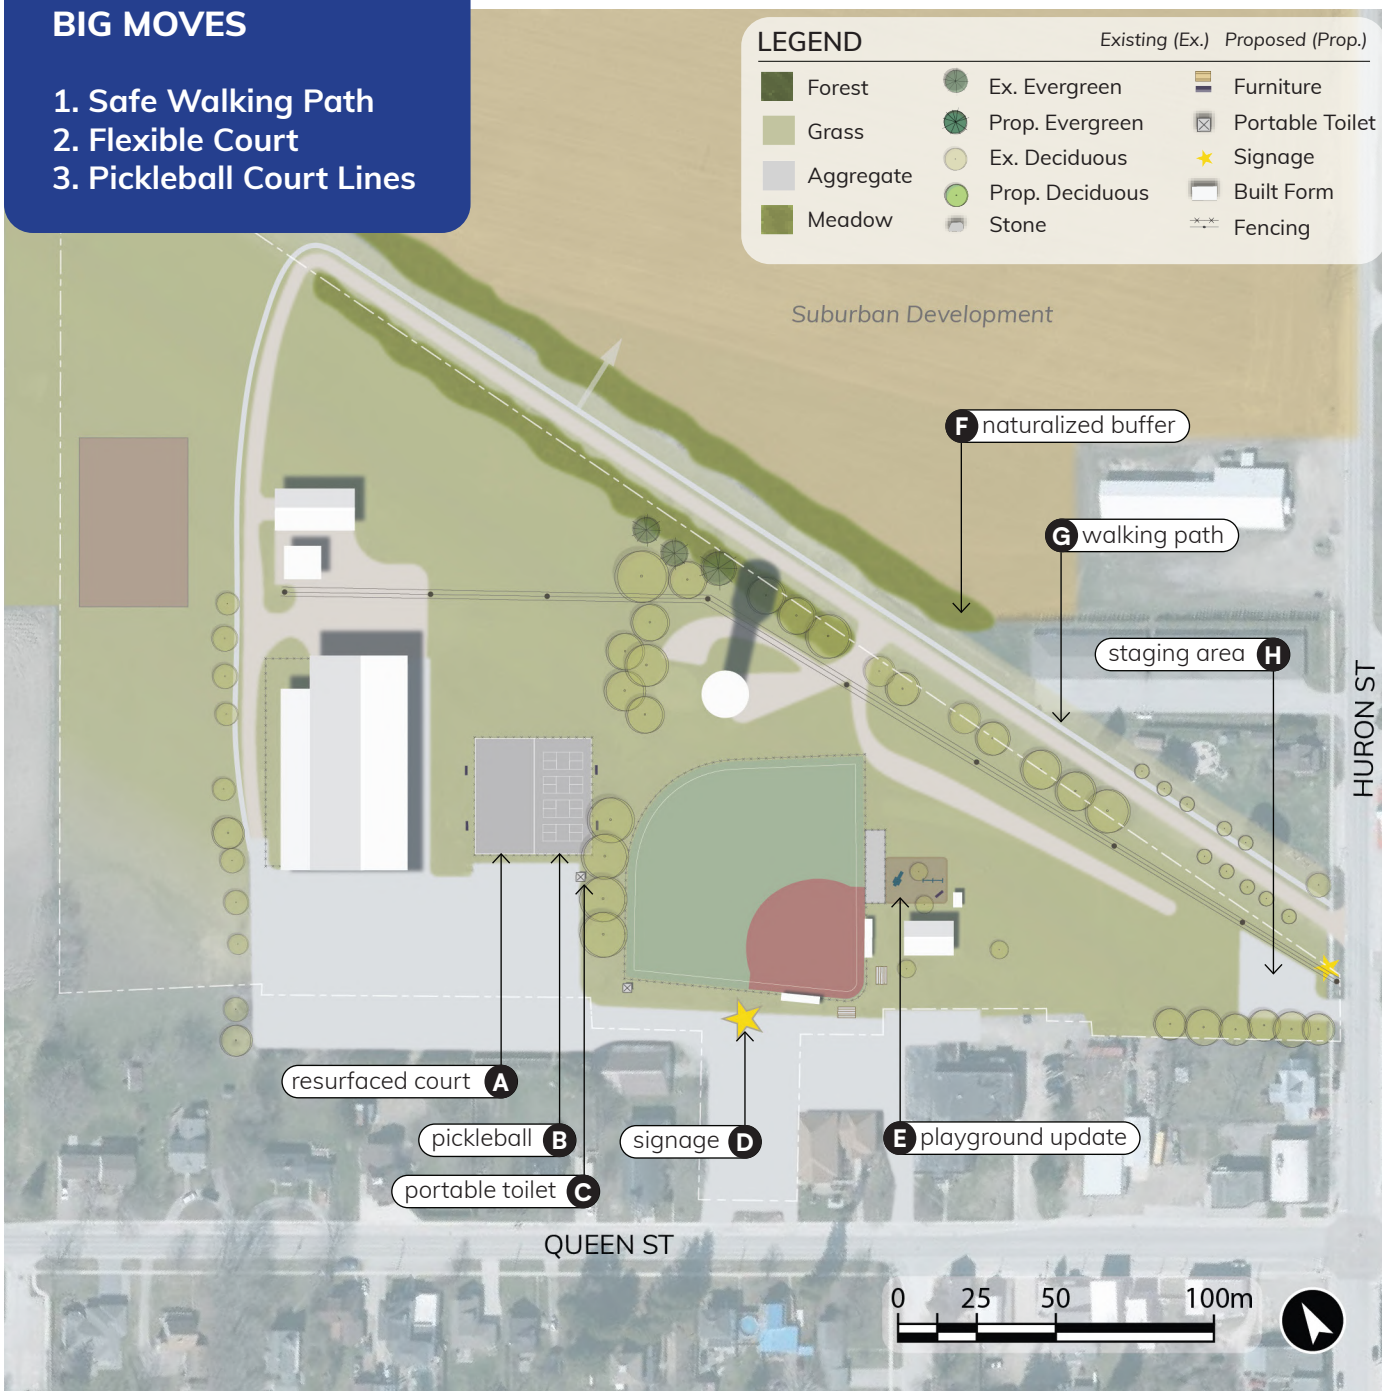 BIG MOVES
1. Safe Walking Path
2. Flexible Court
3. Pickleball Court Lines
LEGEND
Existing (Ex.) Proposed (Prop.)
Forest
Grass
Aggregate
Meadow
Ex. Evergreen
Prop. Evergreen
Ex. Deciduous
Prop. Deciduous
Stone
Furniture
Portable Toilet
Signage
Built Form
Fencing
Suburban Development
F naturalized buffer
G walking path
staging area H
HURON ST
resurfaced court A
pickleball B
portable toilet C
signage D
E playground update
QUEEN ST
0 25 50 100m